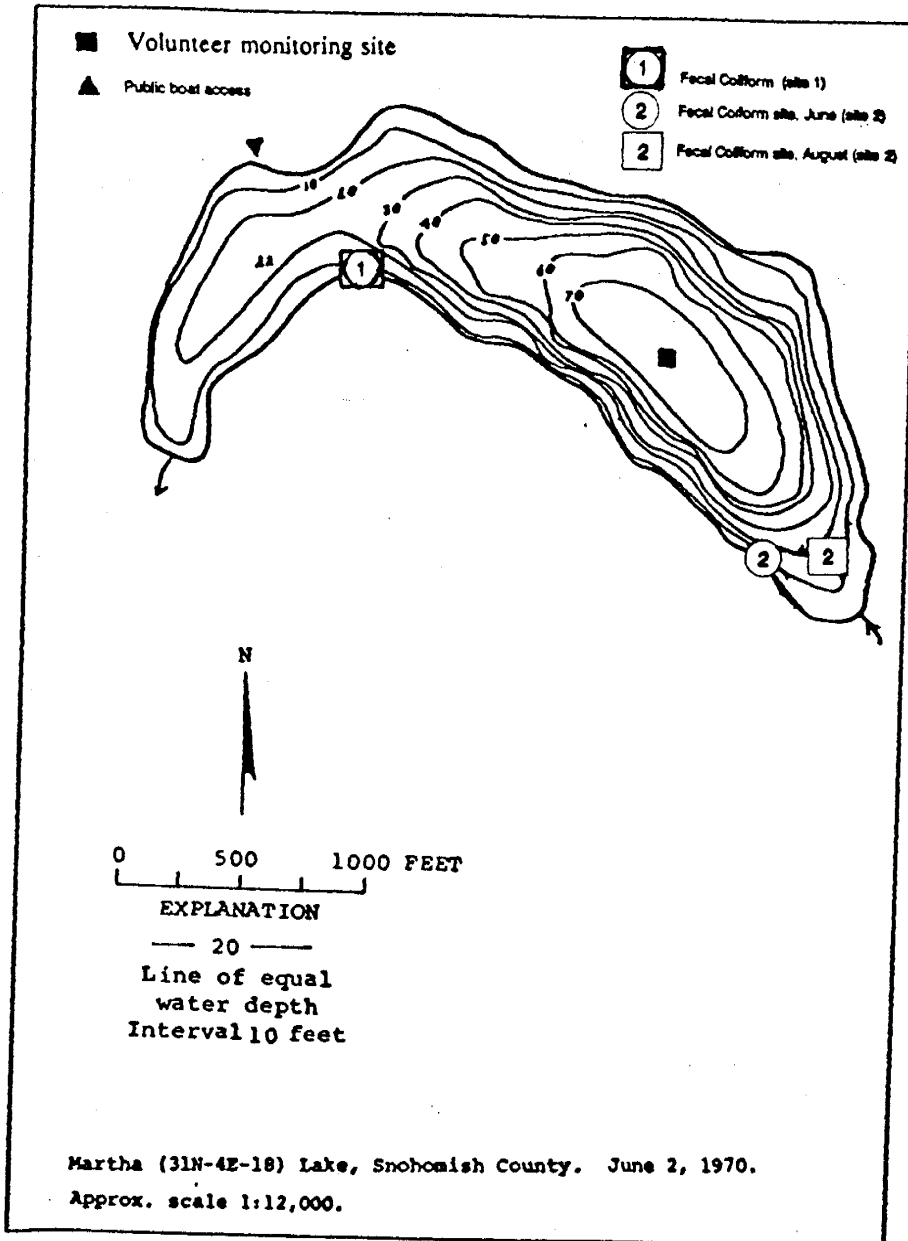 Volunteer monitoring site
Public boat access
1
Fecal Coliform (site 1)
2
Fecal Coliform site, June (site 2)
2
Fecal Coliform site, August (site 2)
10
20
30
40
50
60
70
22
1
2
2
N
0 500 1000 FEET
EXPLANATION
20
Line of equal
water depth
Interval 10 feet
Martha (31N-4E-18) Lake, Snohomish County. June 2, 1970.
Approx. scale 1:12,000.